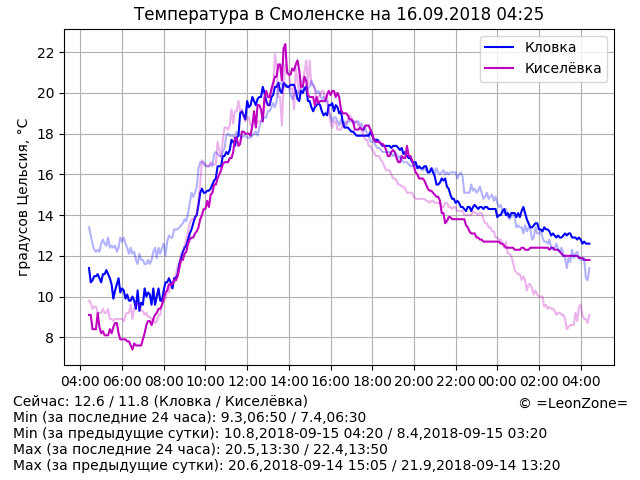 Температура в Смоленске на 16.09.2018 04:25
градусов Цельсия, °C
22
20
18
16
14
12
10
8
Кловка
Киселёвка
04:00 06:00 08:00 10:00 12:00 14:00 16:00 18:00 20:00 22:00 00:00 02:00 04:00
Сейчас: 12.6 / 11.8 (Кловка / Киселёвка)
© =LeonZone=
Min (за последние 24 часа): 9.3,06:50 / 7.4,06:30
Min (за предыдущие сутки): 10.8,2018-09-15 04:20 / 8.4,2018-09-15 03:20
Max (за последние 24 часа): 20.5,13:30 / 22.4,13:50
Max (за предыдущие сутки): 20.6,2018-09-14 15:05 / 21.9,2018-09-14 13:20